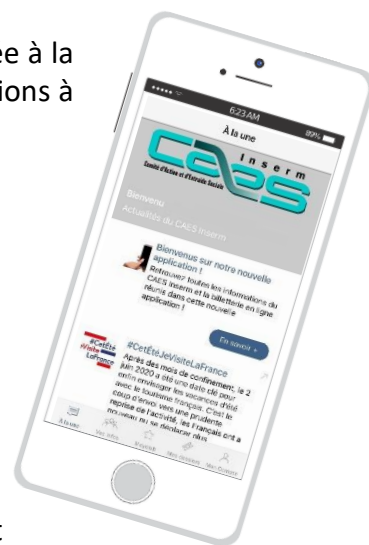 ee à la
ions à
6:23 AM
89%
À la une
Inserm
Caes
Comité d'Action et d'Entraide Sociale
Bienvenu
Actualités du CAES Inserm
Bienvenus sur notre nouvelle
application !
Retrouvez toutes les informations du
CAES Inserm et la billetterie en ligne
réunis dans cette nouvelle
application !
En savoir +
#CetÉté
JeVisite
LaFrance
#CetÉtéJeVisiteLaFrance
Après des mois de confinement, le 2
juin 2020 a été une date clé pour
enfin envisager les vacances d'été
avec le tourisme français. C'est le
coup d'envoi vers une prudente
reprise de l'activité, les Français ont a
nouveau pu se déplacer plus
À la une
t